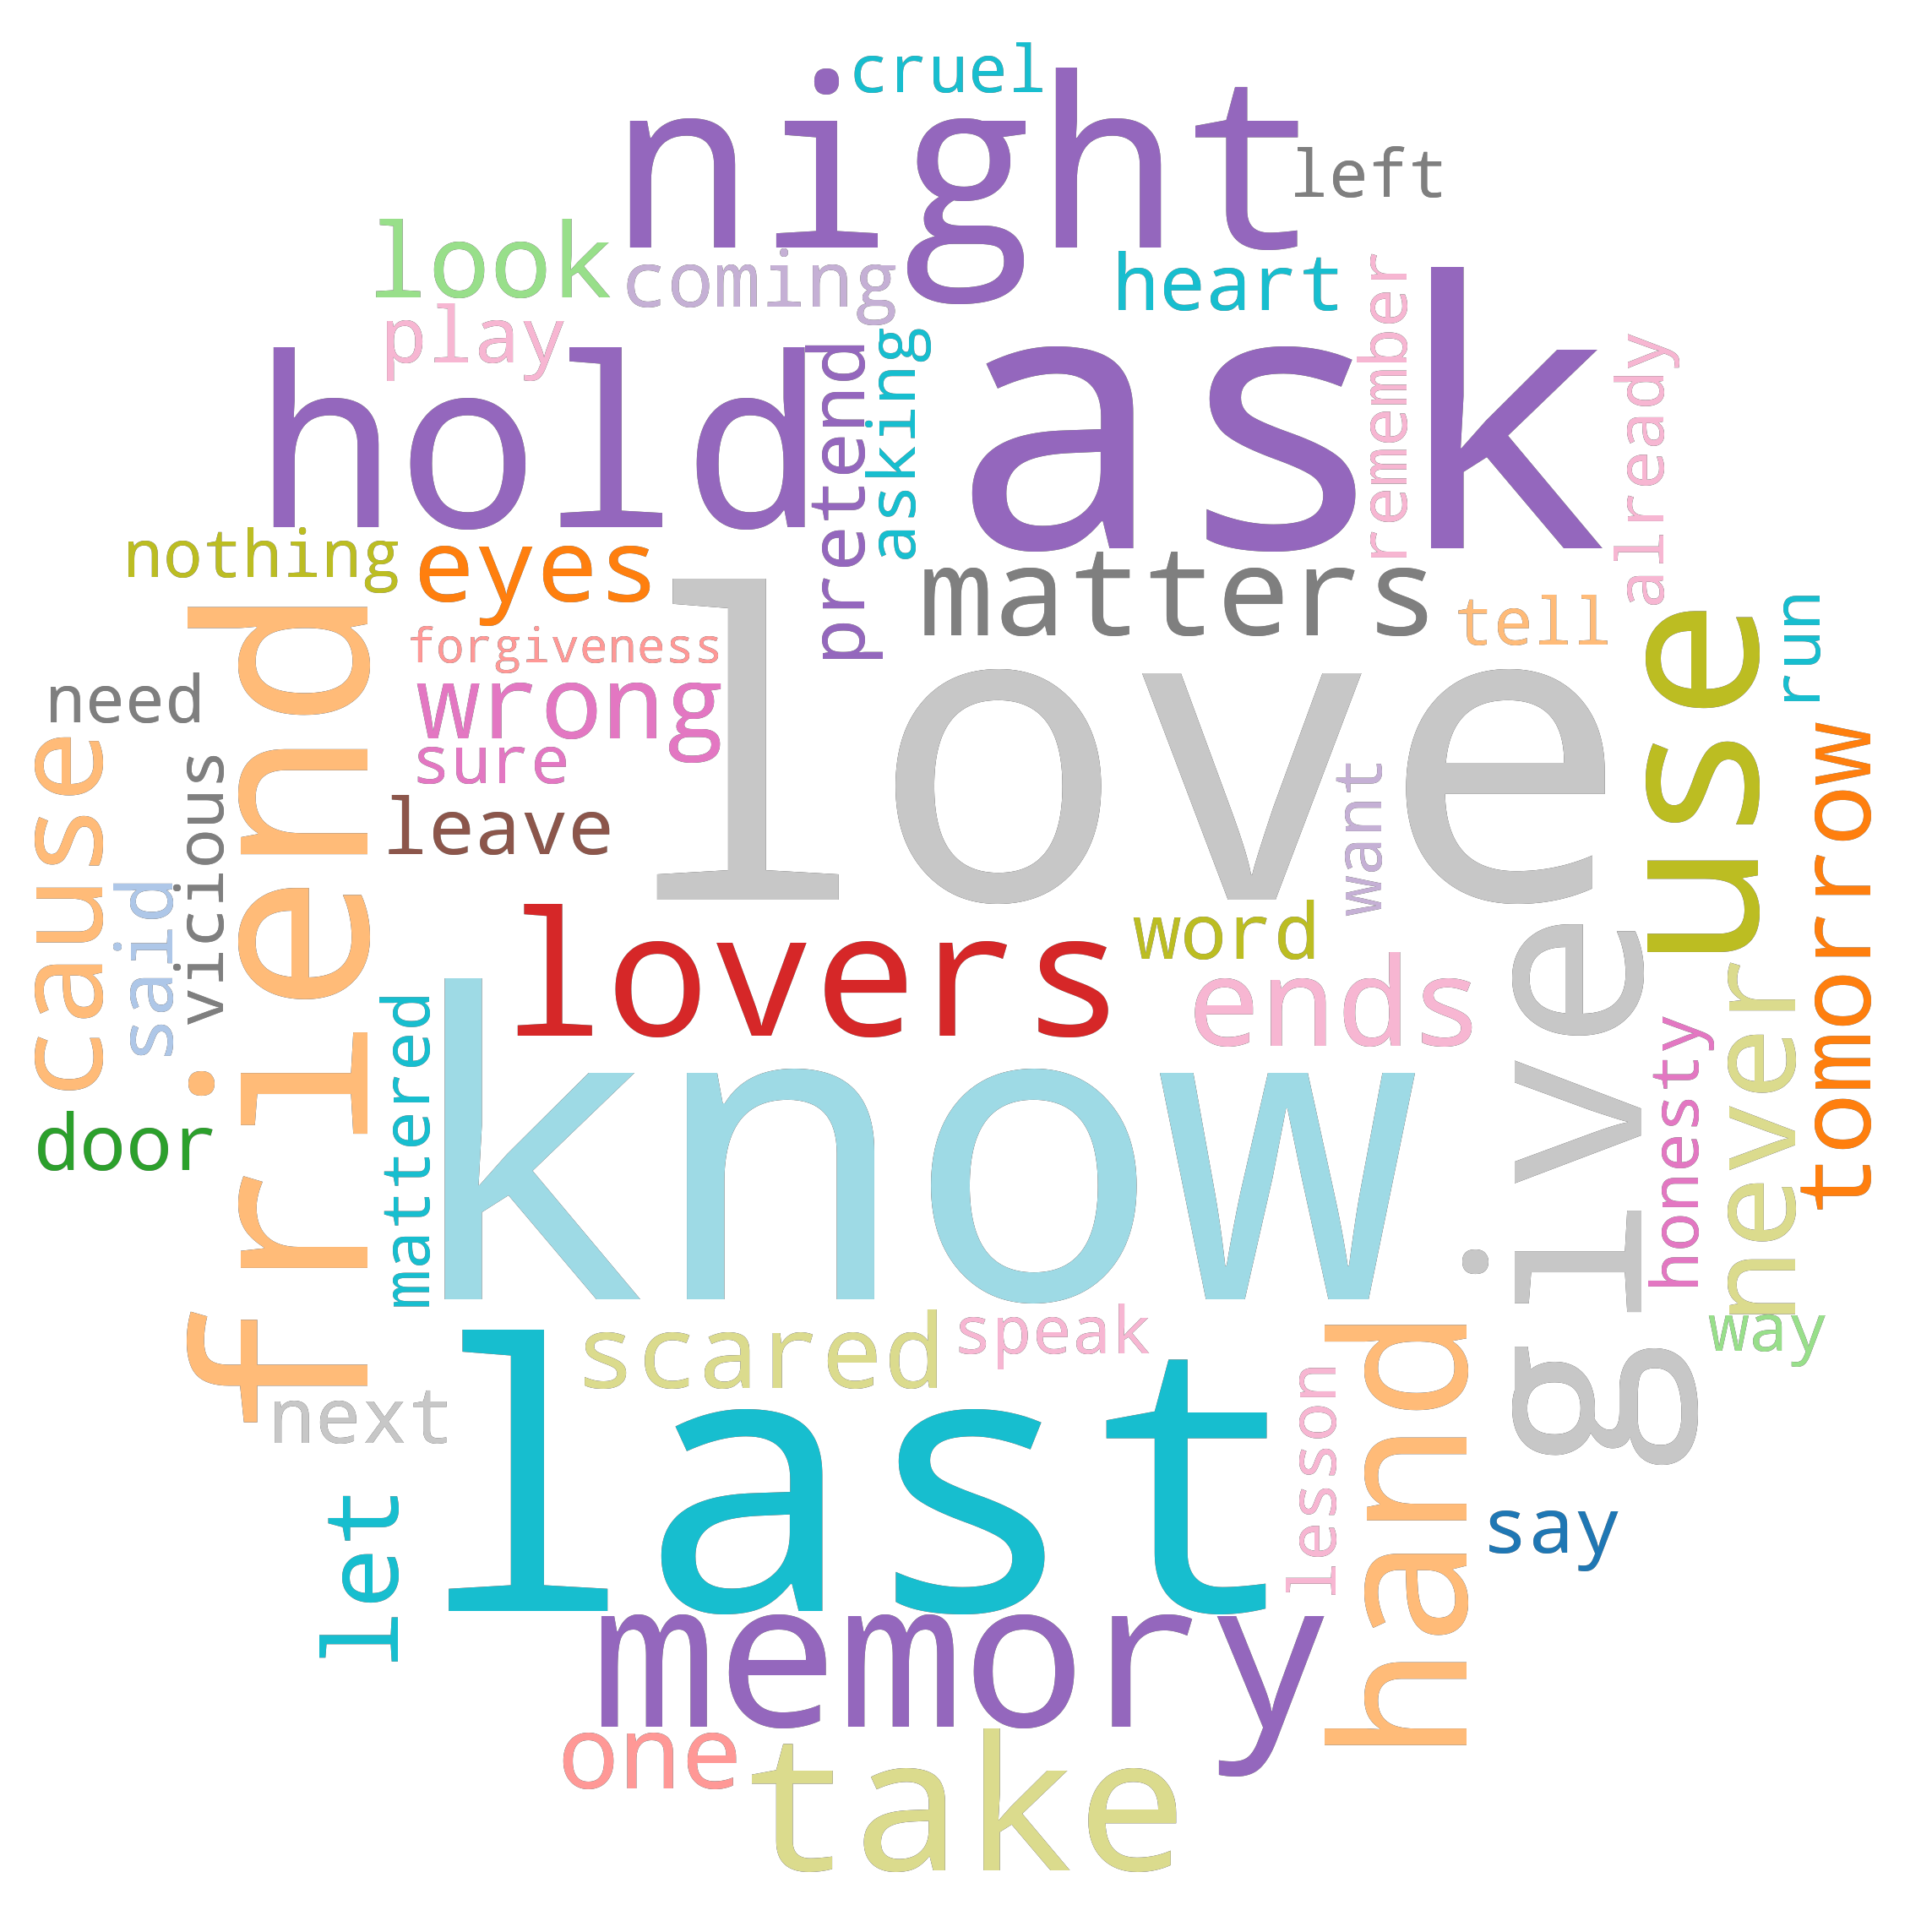 cruel
night
left
look
coming
heart
play
remember
hold
ask
pretend
asking
already
nothing
eyes
matters
tell
run
forgiveness
love
use
need
wrong
friend
sure
cause
vicious
leave
want
tomorrow
said
lovers
word
give
never
ends
know
mattered
honesty
door
speak
way
scared
hand
last
next
lesson
let
say
memory
one
take